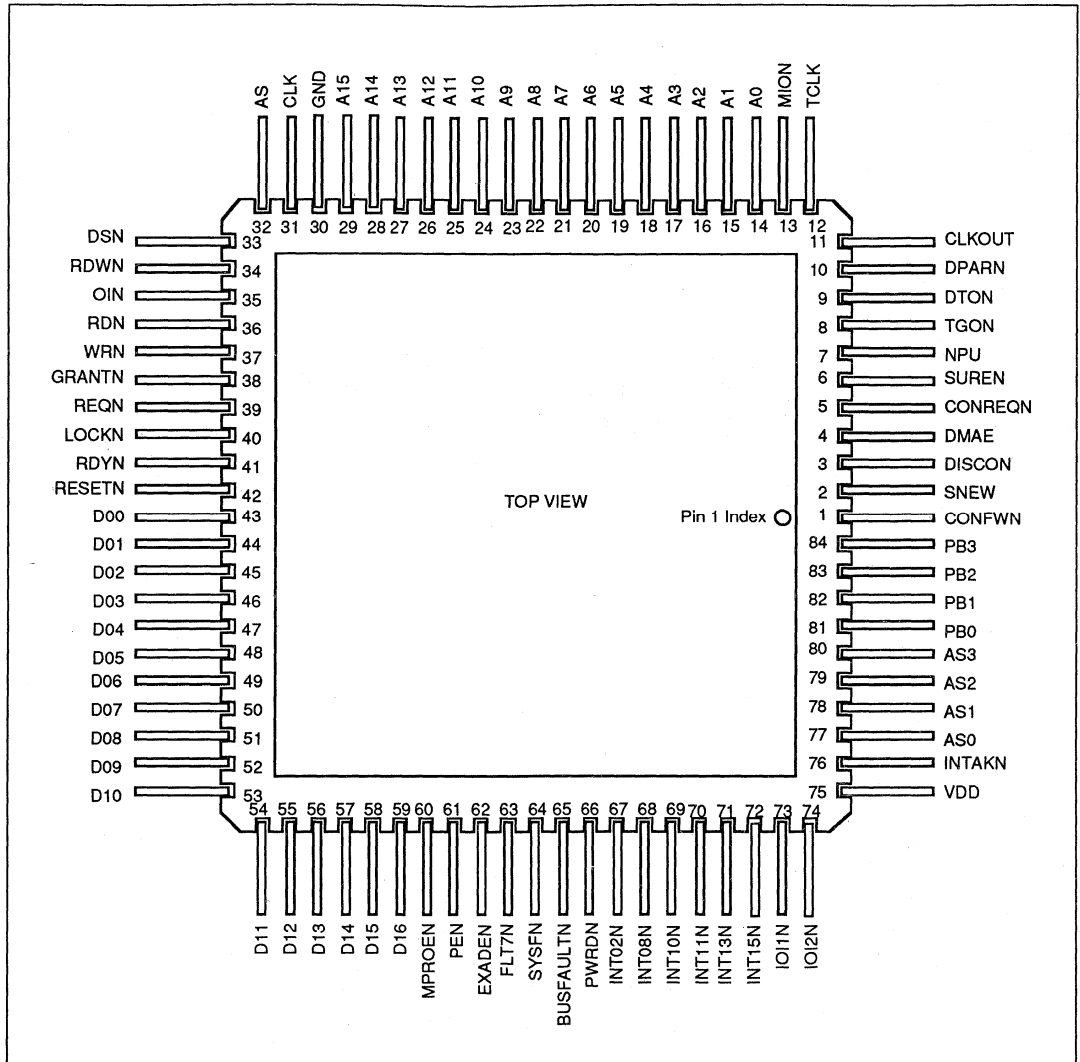 AS CLK GND A15 A14 A13 A12 A11 A10 A9 A8 A7 A6 A5 A4 A3 A2 A1 A0 MION TCLK
32 31 30 29 28 27 26 25 24 23 22 21 20 19 18 17 16 15 14 13 12
DSN 33 11 CLKOUT
RDWN 34 10 DPARN
OIN 35 9 DTON
RDN 36 8 TGON
WRN 37 7 NPU
GRANTN 38 6 SUREN
REQN 39 5 CONREQN
LOCKN 40 4 DMAE
RDYN 41 3 DISCON
RESETN 42 2 SNEW
TOP VIEW
D00 43 Pin 1 Index 1 CONFWN
D01 44 84 PB3
D02 45 83 PB2
D03 46 82 PB1
D04 47 81 PB0
D05 48 80 AS3
D06 49 79 AS2
D07 50 78 AS1
D08 51 77 AS0
D09 52 76 INTAKN
D10 53 75 VDD
54 55 56 57 58 59 60 61 62 63 64 65 66 67 68 69 70 71 72 73 74
D11 D12 D13 D14 D15 D16 MPROEN PEN EXADEN FLT7N SYSFN BUSFAULTN PWRDN INT02N INT08N INT10N INT11N INT13N INT15N IOI1N IOI2N